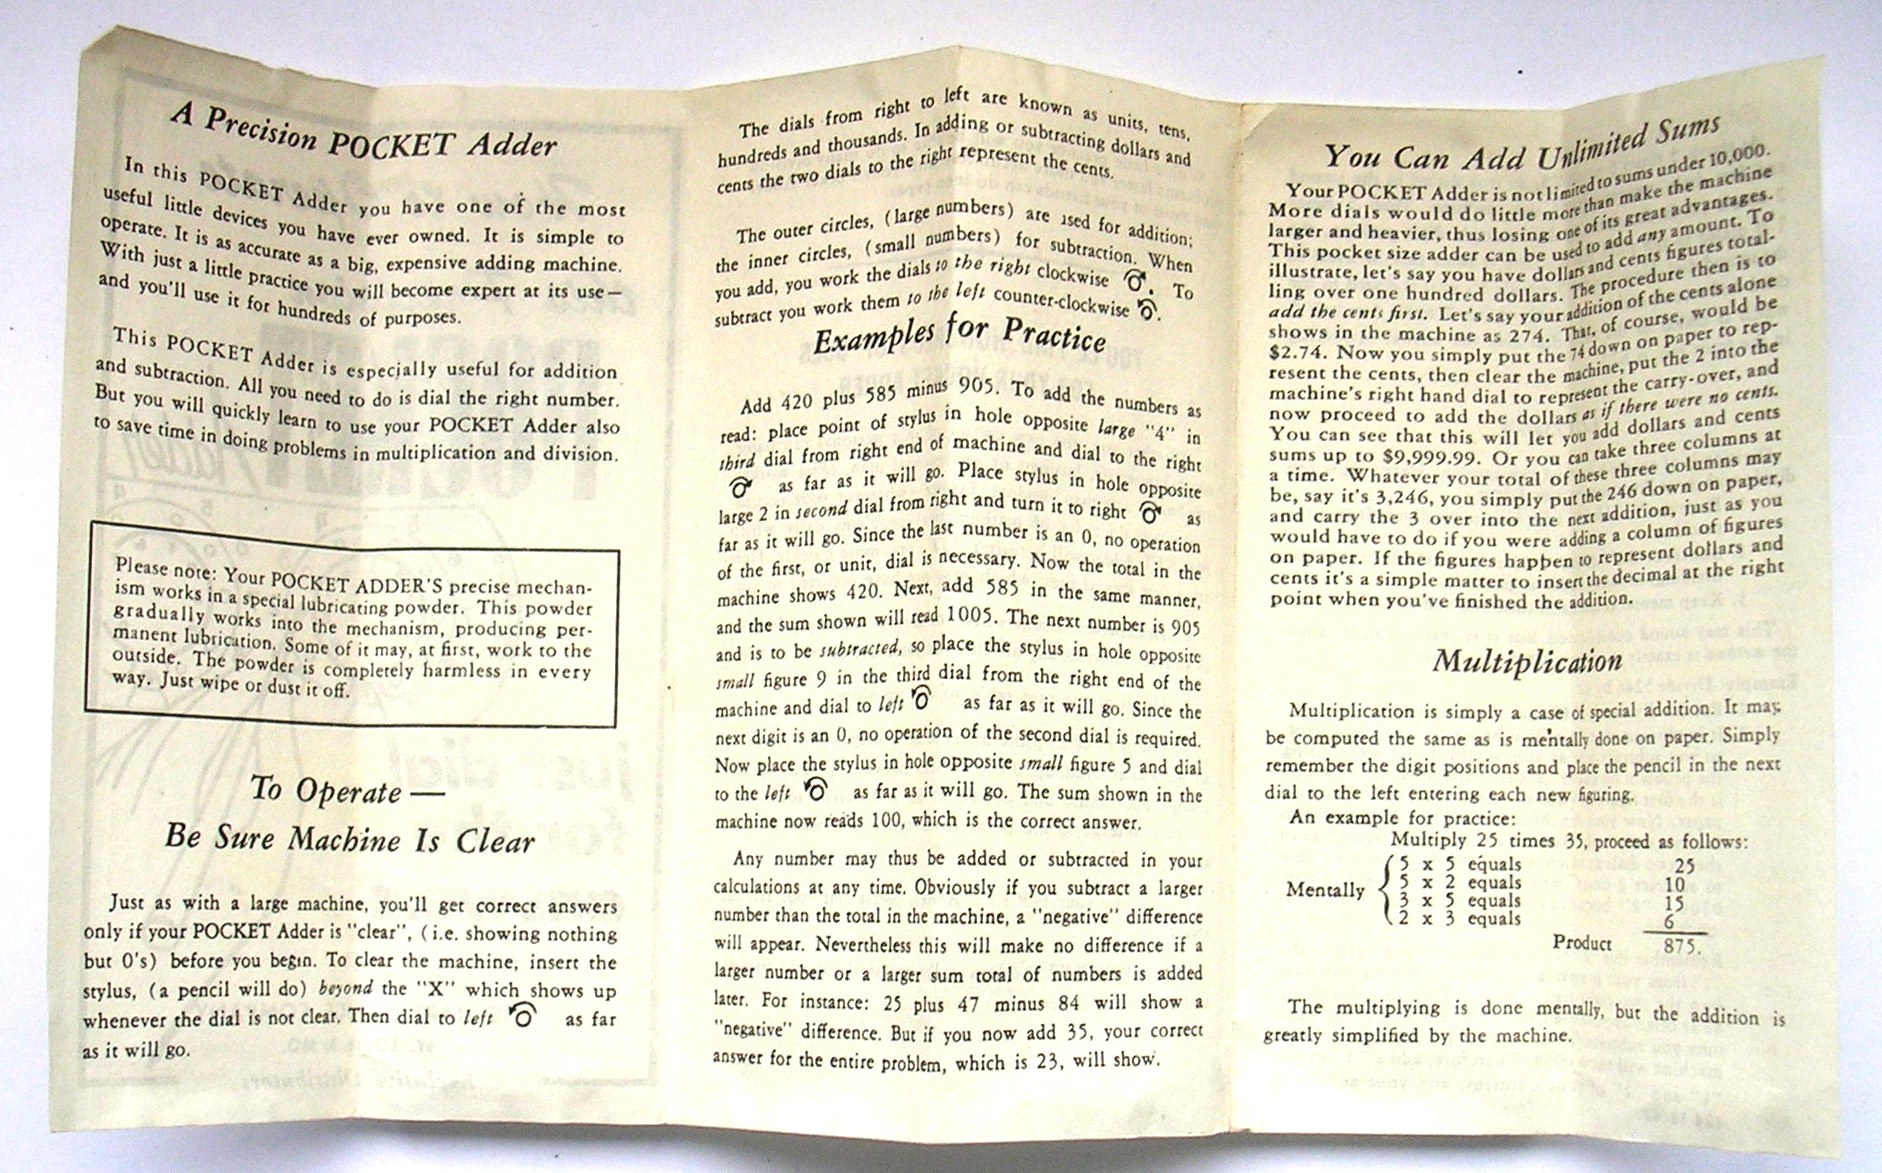 A Precision POCKET Adder
In this POCKET Adder you have one of the most
useful little devices you have ever owned. It is simple to
operate. It is as accurate as a big, expensive adding machine.
With just a little practice you will become expert at its use—
and you'll use it for hundreds of purposes.
This POCKET Adder is especially useful for addition
and subtraction. All you need to do is dial the right number.
But you will quickly learn to use your POCKET Adder also
to save time in doing problems in multiplication and division.
Please note: Your POCKET ADDER'S precise mechan-
ism works in a special lubricating powder. This powder
gradually works into the mechanism, producing per-
manent lubrication. Some of it may, at first, work to the
outside. The powder is completely harmless in every
way. Just wipe or dust it off.
To Operate —
Be Sure Machine Is Clear
Just as with a large machine, you'll get correct answers
only if your POCKET Adder is "clear", (i.e. showing nothing
but 0's) before you begin. To clear the machine, insert the
stylus, (a pencil will do) beyond the "X" which shows up
whenever the dial is not clear. Then dial to left as far
as it will go.
The dials from right to left are known as units, tens,
hundreds and thousands. In adding or subtracting dollars and
cents the two dials to the right represent the cents.
The outer circles, (large numbers) are used for addition;
the inner circles, (small numbers) for subtraction. When
you add, you work the dials to the right clockwise . To
subtract you work them to the left counter-clockwise .
Examples for Practice
Add 420 plus 585 minus 905. To add the numbers as
read: place point of stylus in hole opposite large "4" in
third dial from right end of machine and dial to the right
as far as it will go. Place stylus in hole opposite
large 2 in second dial from right and turn it to right as
far as it will go. Since the last number is an 0, no operation
of the first, or unit, dial is necessary. Now the total in the
machine shows 420. Next, add 585 in the same manner,
and the sum shown will read 1005. The next number is 905
and is to be subtracted, so place the stylus in hole opposite
small figure 9 in the third dial from the right end of the
machine and dial to left as far as it will go. Since the
next digit is an 0, no operation of the second dial is required.
Now place the stylus in hole opposite small figure 5 and dial
to the left as far as it will go. The sum shown in the
machine now reads 100, which is the correct answer.
Any number may thus be added or subtracted in your
calculations at any time. Obviously if you subtract a larger
number than the total in the machine, a "negative" difference
will appear. Nevertheless this will make no difference if a
larger number or a larger sum total of numbers is added
later. For instance: 25 plus 47 minus 84 will show a
"negative" difference. But if you now add 35, your correct
answer for the entire problem, which is 23, will show.
You Can Add Unlimited Sums
Your POCKET Adder is not limited to sums under 10,000.
More dials would do little more than make the machine
larger and heavier, thus losing one of its great advantages.
This pocket size adder can be used to add any amount. To
illustrate, let's say you have dollars and cents figures total-
ling over one hundred dollars. The procedure then is to
add the cents first. Let's say your addition of the cents alone
shows in the machine as 274. That, of course, would be
$2.74. Now you simply put the 74 down on paper to rep-
resent the cents, then clear the machine, put the 2 into the
machine's right hand dial to represent the carry-over, and
now proceed to add the dollars as if there were no cents.
You can see that this will let you add dollars and cents
sums up to $9,999.99. Or you can take three columns at
a time. Whatever your total of these three columns may
be, say it's 3,246, you simply put the 246 down on paper,
and carry the 3 over into the next addition, just as you
would have to do if you were adding a column of figures
on paper. If the figures happen to represent dollars and
cents it's a simple matter to insert the decimal at the right
point when you've finished the addition.
Multiplication
Multiplication is simply a case of special addition. It may
be computed the same as is mentally done on paper. Simply
remember the digit positions and place the pencil in the next
dial to the left entering each new figuring.
An example for practice:
Multiply 25 times 35, proceed as follows:
5 x 5 equals 25
Mentally 5 x 2 equals 10
3 x 5 equals 15
2 x 3 equals 6
Product 875.
The multiplying is done mentally, but the addition is
greatly simplified by the machine.